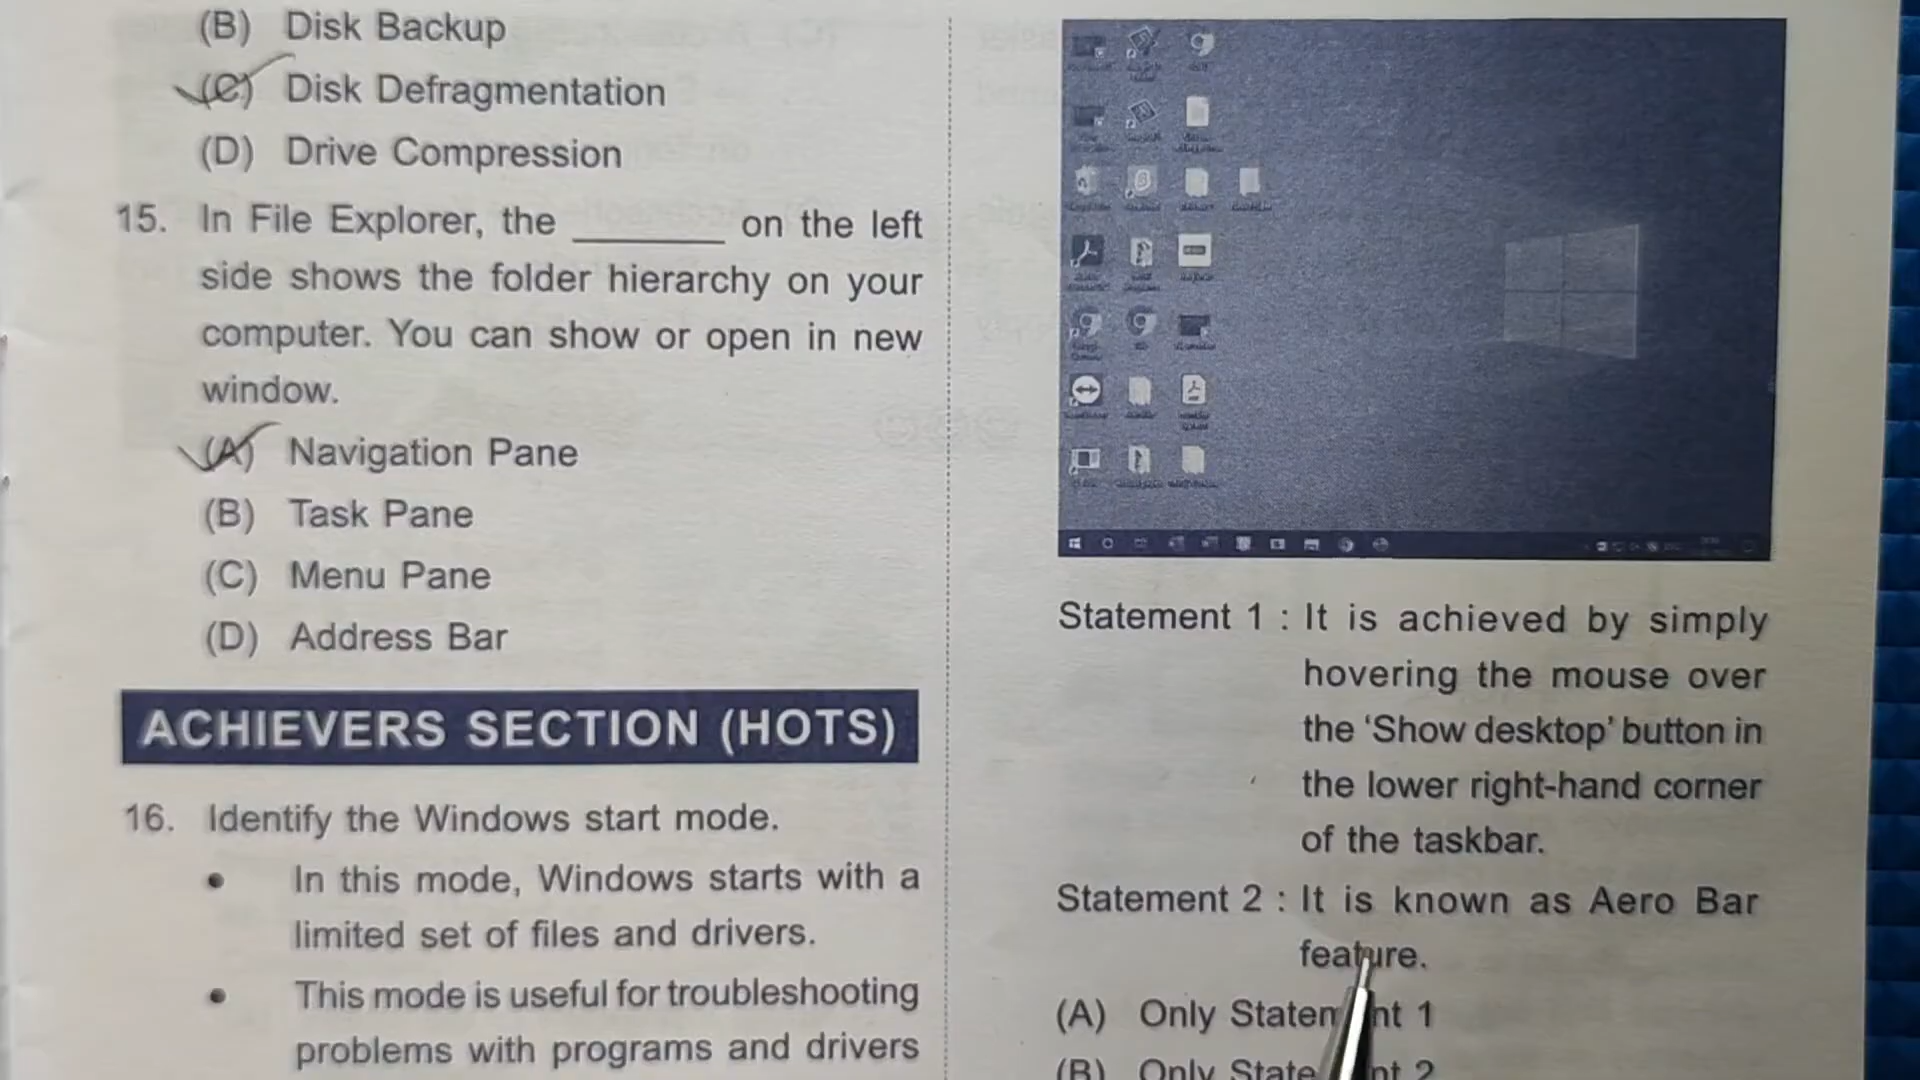 (B) Disk Backup
(C) Disk Defragmentation
(D) Drive Compression
15. In File Explorer, the ________ on the left
side shows the folder hierarchy on your
computer. You can show or open in new
window.
(A) Navigation Pane
(B) Task Pane
(C) Menu Pane
(D) Address Bar
ACHIEVERS SECTION (HOTS)
16. Identify the Windows start mode.
• In this mode, Windows starts with a
limited set of files and drivers.
• This mode is useful for troubleshooting
problems with programs and drivers
Statement 1 : It is achieved by simply
hovering the mouse over
the ‘Show desktop’ button in
the lower right-hand corner
of the taskbar.
Statement 2 : It is known as Aero Bar
feature.
(A) Only Statement 1
(B) Only Statement 2